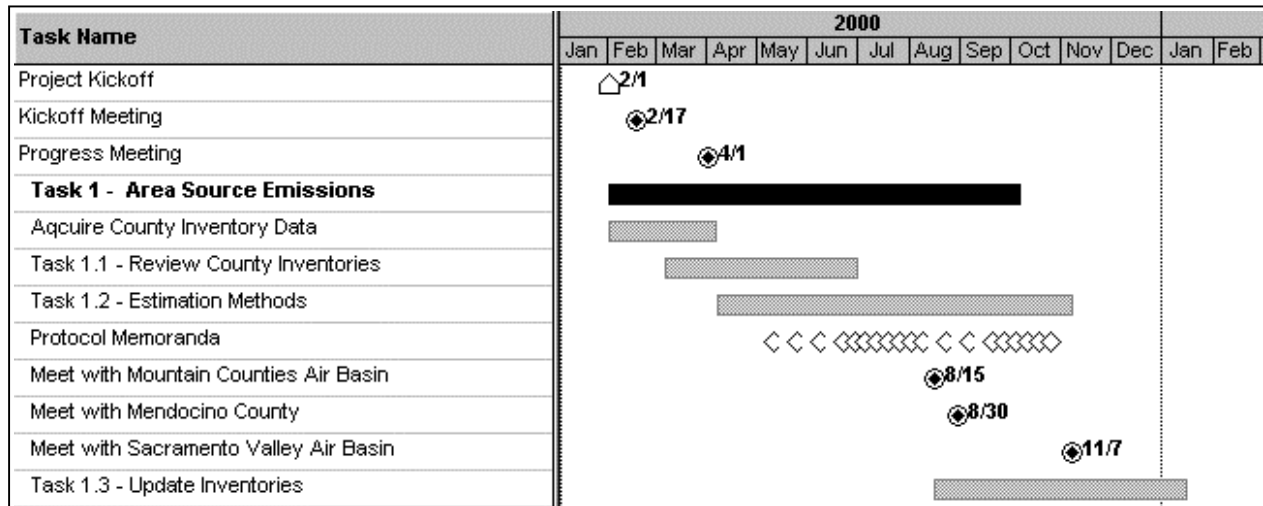 Task Name
2000
Jan Feb Mar Apr May Jun Jul Aug Sep Oct Nov Dec Jan Feb
Project Kickoff 2/1
Kickoff Meeting 2/17
Progress Meeting 4/1
Task 1 - Area Source Emissions
Aqcuire County Inventory Data
Task 1.1 - Review County Inventories
Task 1.2 - Estimation Methods
Protocol Memoranda
Meet with Mountain Counties Air Basin 8/15
Meet with Mendocino County 8/30
Meet with Sacramento Valley Air Basin 11/7
Task 1.3 - Update Inventories